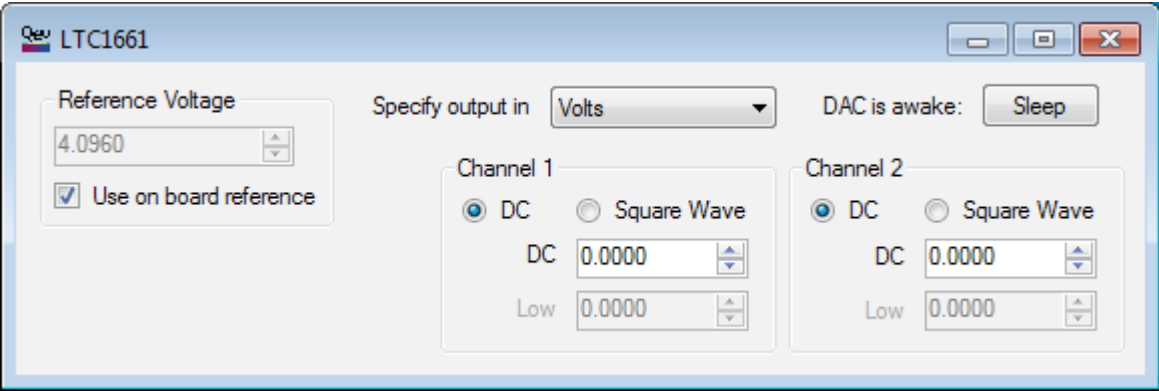 Qev LTC1661
Reference Voltage
4.0960
Use on board reference
Specify output in Volts
DAC is awake: Sleep
Channel 1
DC Square Wave
DC 0.0000
Low 0.0000
Channel 2
DC Square Wave
DC 0.0000
Low 0.0000